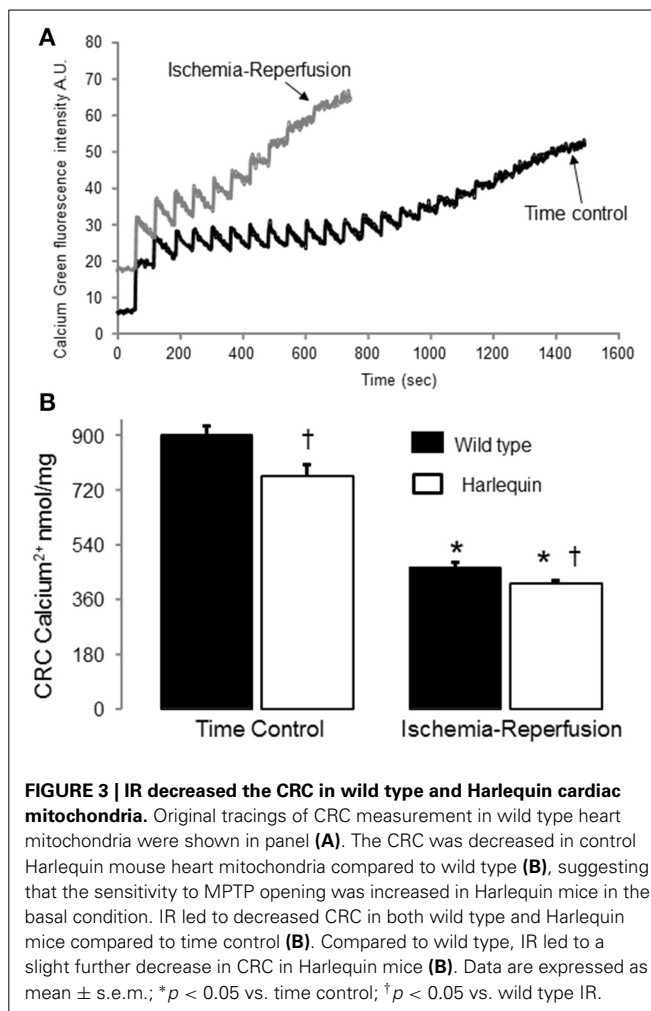 A
Calcium Green fluorescence intensity A.U.
80
70
60
50
40
30
20
10
0
Ischemia-Reperfusion
Time control
0 200 400 600 800 1000 1200 1400 1600
Time (sec)
B
CRC Calcium²⁺ nmol/mg
900
720
540
360
180
0
†
Wild type
Harlequin
*
* †
Time Control Ischemia-Reperfusion
FIGURE 3 | IR decreased the CRC in wild type and Harlequin cardiac
mitochondria. Original tracings of CRC measurement in wild type heart
mitochondria were shown in panel (A). The CRC was decreased in control
Harlequin mouse heart mitochondria compared to wild type (B), suggesting
that the sensitivity to MPTP opening was increased in Harlequin mice in the
basal condition. IR led to decreased CRC in both wild type and Harlequin
mice compared to time control (B). Compared to wild type, IR led to a
slight further decrease in CRC in Harlequin mice (B). Data are expressed as
mean ± s.e.m.; *p < 0.05 vs. time control; †p < 0.05 vs. wild type IR.